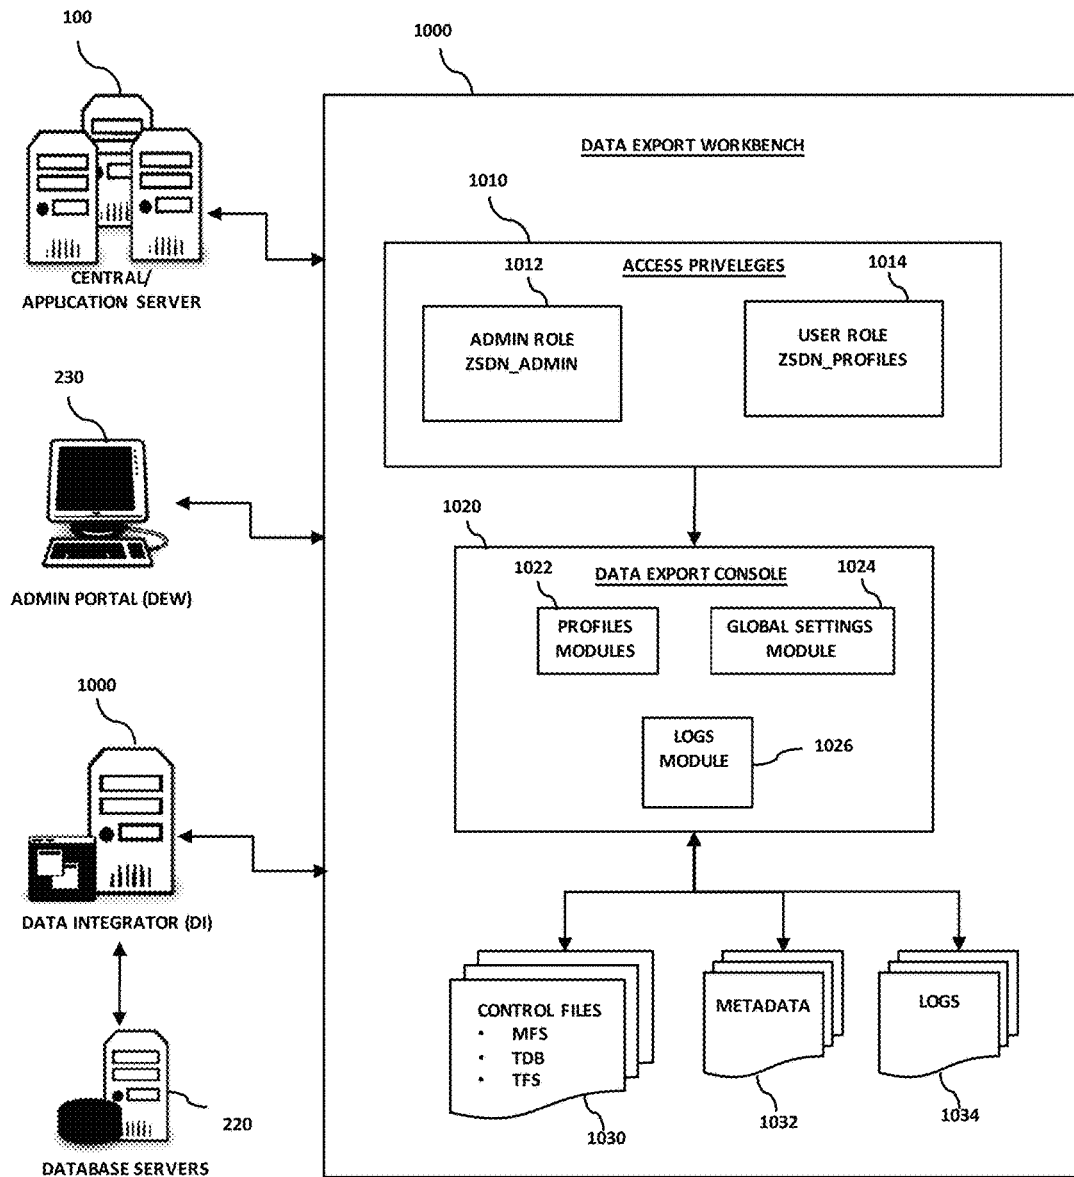 100
1000
DATA EXPORT WORKBENCH
CENTRAL/
APPLICATION SERVER
1010
ACCESS PRIVELEGES
1012
1014
ADMIN ROLE
ZSDN_ADMIN
USER ROLE
ZSDN_PROFILES
230
ADMIN PORTAL (DEW)
1020
DATA EXPORT CONSOLE
1022
1024
PROFILES
MODULES
GLOBAL SETTINGS
MODULE
LOGS
MODULE
1026
1000
DATA INTEGRATOR (DI)
CONTROL FILES
• MFS
• TDB
• TFS
METADATA
LOGS
1030
1032
1034
220
DATABASE SERVERS